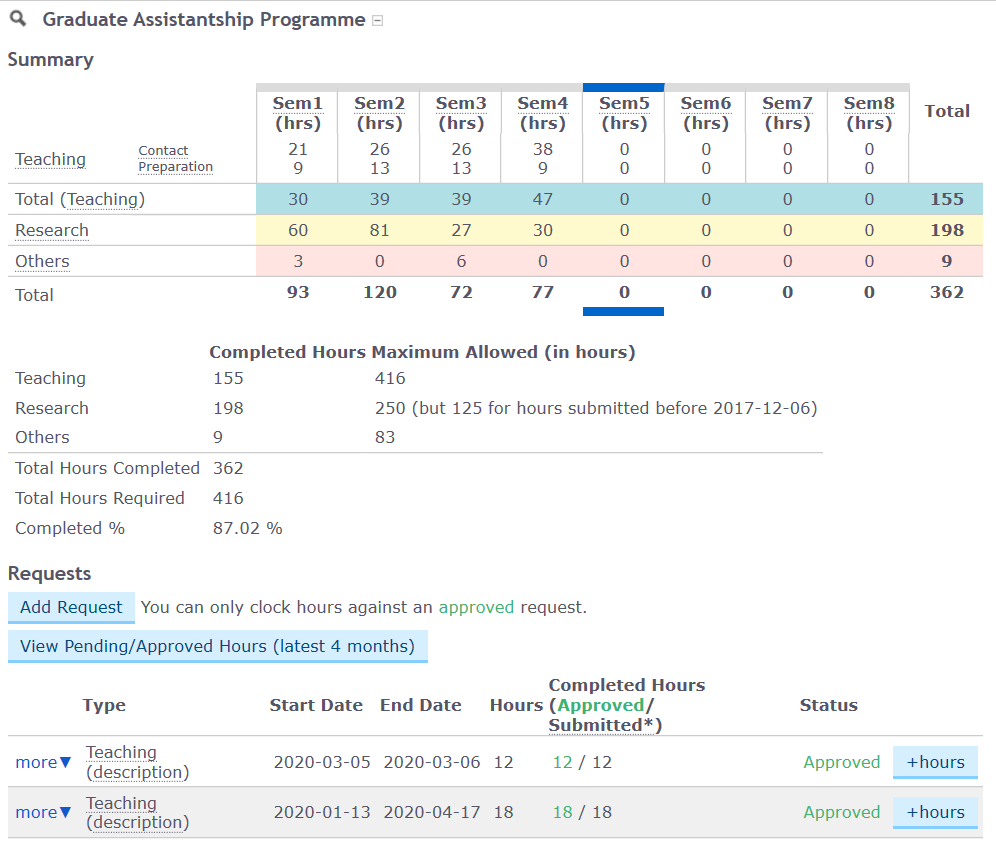 Graduate Assistantship Programme
Summary
Sem1 Sem2 Sem3 Sem4 Sem5 Sem6 Sem7 Sem8 Total
(hrs) (hrs) (hrs) (hrs) (hrs) (hrs) (hrs) (hrs)
Teaching Contact 21 26 26 38 0 0 0 0
Preparation 9 13 13 9 0 0 0 0
Total (Teaching) 30 39 39 47 0 0 0 0 155
Research 60 81 27 30 0 0 0 0 198
Others 3 0 6 0 0 0 0 0 9
Total 93 120 72 77 0 0 0 0 362
Completed Hours Maximum Allowed (in hours)
Teaching 155 416
Research 198 250 (but 125 for hours submitted before 2017-12-06)
Others 9 83
Total Hours Completed 362
Total Hours Required 416
Completed % 87.02 %
Requests
Add Request You can only clock hours against an approved request.
View Pending/Approved Hours (latest 4 months)
Type Start Date End Date Hours Completed Hours (Approved/ Submitted*) Status
more▼ Teaching (description) 2020-03-05 2020-03-06 12 12 / 12 Approved +hours
more▼ Teaching (description) 2020-01-13 2020-04-17 18 18 / 18 Approved +hours